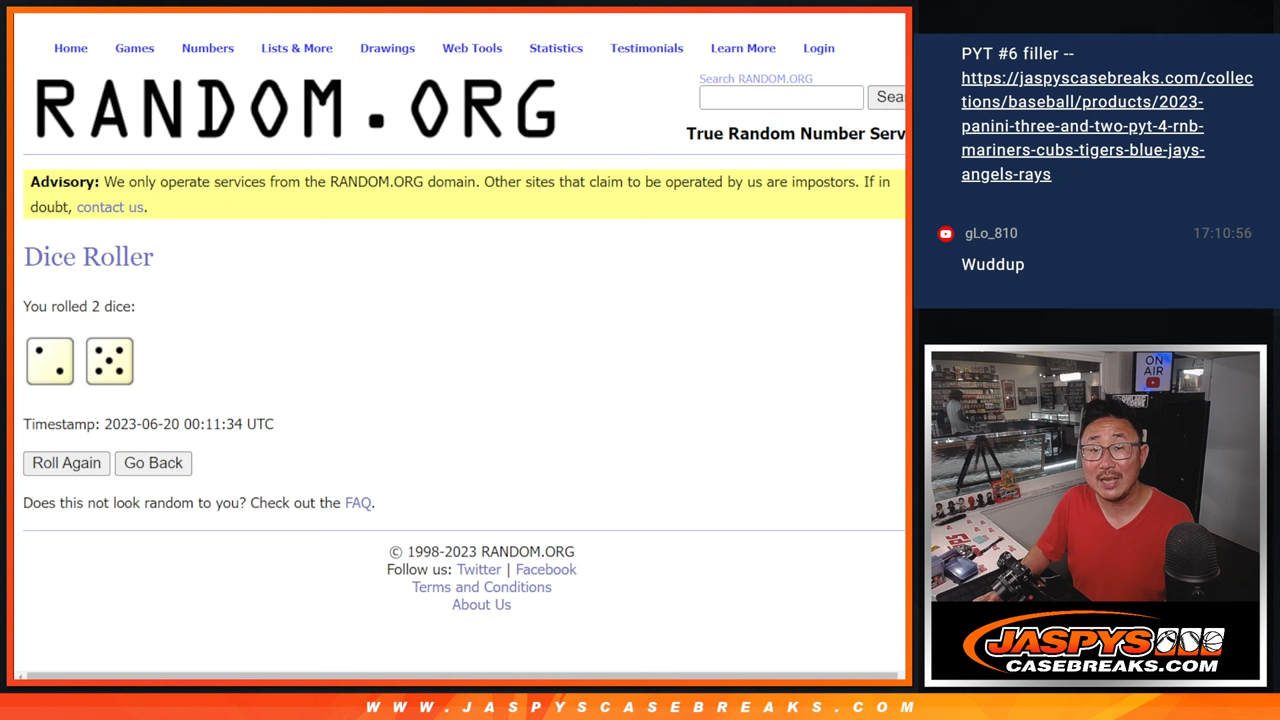 Home Games Numbers Lists & More Drawings Web Tools Statistics Testimonials Learn More Login
RANDOM.ORG
Search RANDOM.ORG
Sea
True Random Number Serv
Advisory: We only operate services from the RANDOM.ORG domain. Other sites that claim to be operated by us are impostors. If in
doubt, contact us.
Dice Roller
You rolled 2 dice:
Timestamp: 2023-06-20 00:11:34 UTC
Roll Again Go Back
Does this not look random to you? Check out the FAQ.
© 1998-2023 RANDOM.ORG
Follow us: Twitter | Facebook
Terms and Conditions
About Us
PYT #6 filler --
https://jaspyscasebreaks.com/collec
tions/baseball/products/2023-
panini-three-and-two-pyt-4-rnb-
mariners-cubs-tigers-blue-jays-
angels-rays
gLo_810 17:10:56
Wuddup
ON
AIR
JASPYS
CASEBREAKS.COM
WWW.JASPYSCASEBREAKS.COM